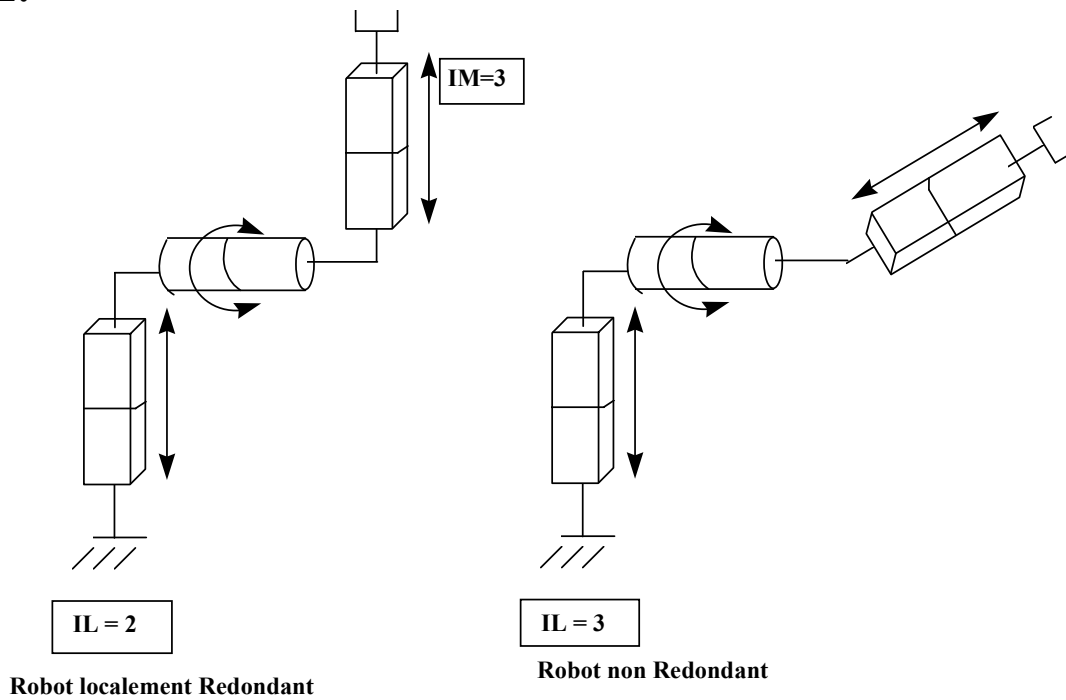 IM=3
IL = 2
IL = 3
Robot localement Redondant
Robot non Redondant